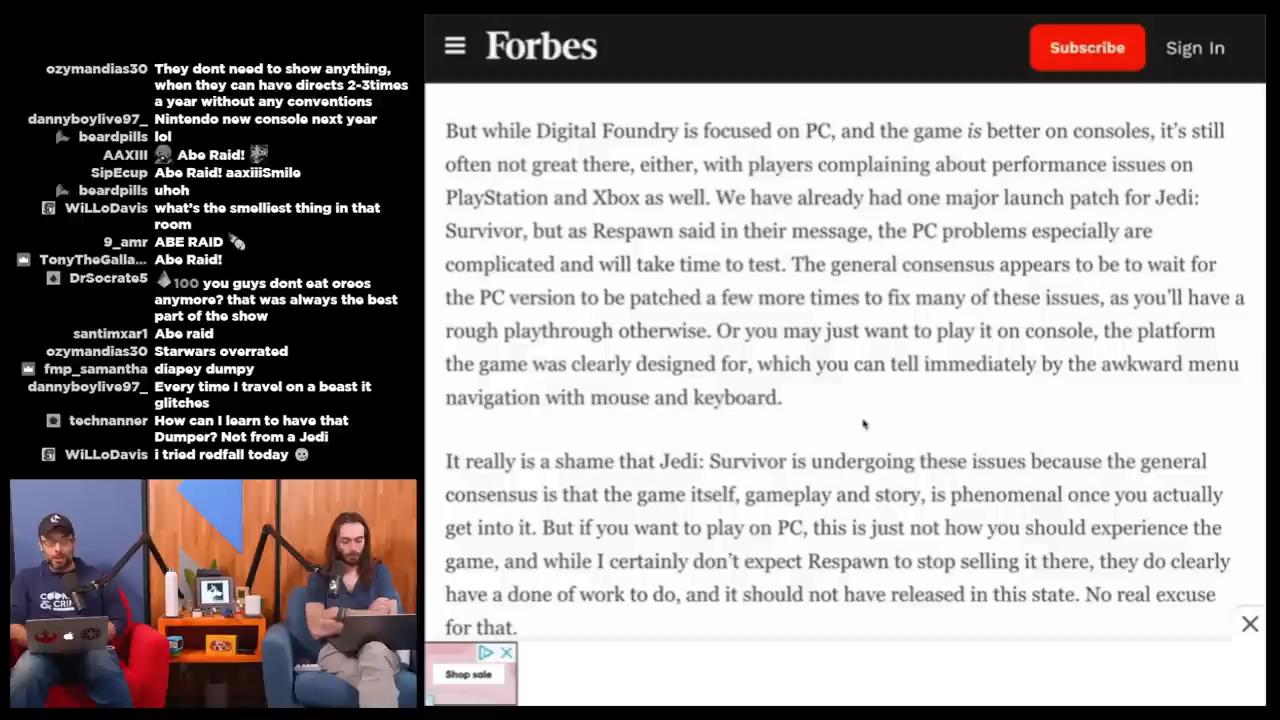 ozymandias30 They dont need to show anything,
when they can have directs 2-3times
a year without any conventions
dannyboylive97_ Nintendo new console next year
beardpills lol
AAXIII Abe Raid!
SipEcup Abe Raid! aaxiiiSmile
beardpills uhoh
WiLLoDavis what's the smelliest thing in that
room
9_amr ABE RAID
TonyTheGalla... Abe Raid!
DrSocrate5 100 you guys dont eat oreos
anymore? that was always the best
part of the show
santimxar1 Abe raid
ozymandias30 Starwars overrated
fmp_samantha diapey dumpy
dannyboylive97_ Every time I travel on a beast it
glitches
technanner How can I learn to have that
Dumper? Not from a Jedi
WiLLoDavis i tried redfall today
Forbes
Subscribe
Sign In
But while Digital Foundry is focused on PC, and the game is better on consoles, it's still
often not great there, either, with players complaining about performance issues on
PlayStation and Xbox as well. We have already had one major launch patch for Jedi:
Survivor, but as Respawn said in their message, the PC problems especially are
complicated and will take time to test. The general consensus appears to be to wait for
the PC version to be patched a few more times to fix many of these issues, as you'll have a
rough playthrough otherwise. Or you may just want to play it on console, the platform
the game was clearly designed for, which you can tell immediately by the awkward menu
navigation with mouse and keyboard.
It really is a shame that Jedi: Survivor is undergoing these issues because the general
consensus is that the game itself, gameplay and story, is phenomenal once you actually
get into it. But if you want to play on PC, this is just not how you should experience the
game, and while I certainly don't expect Respawn to stop selling it there, they do clearly
have a done of work to do, and it should not have released in this state. No real excuse
for that.
Shop sale